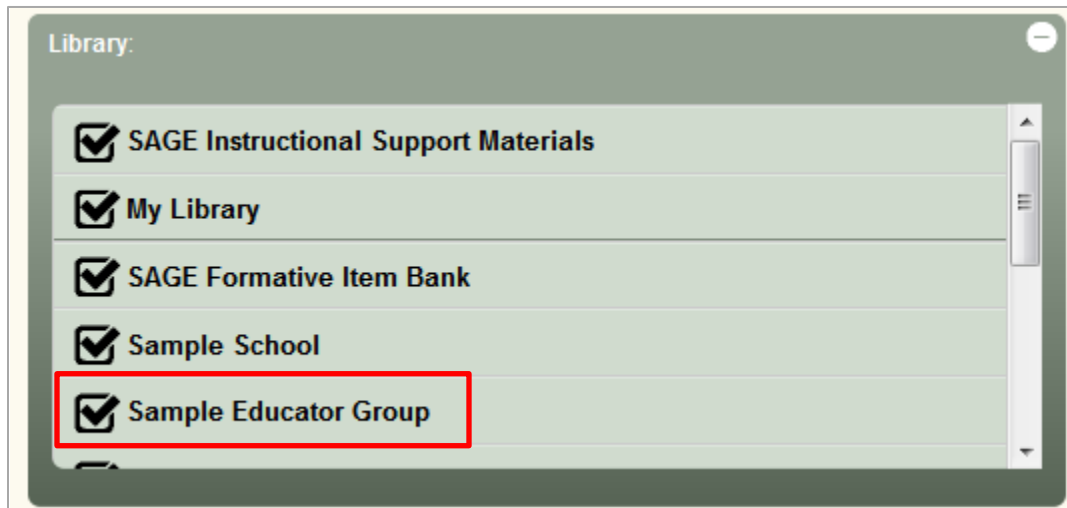 Library:
SAGE Instructional Support Materials
My Library
SAGE Formative Item Bank
Sample School
Sample Educator Group